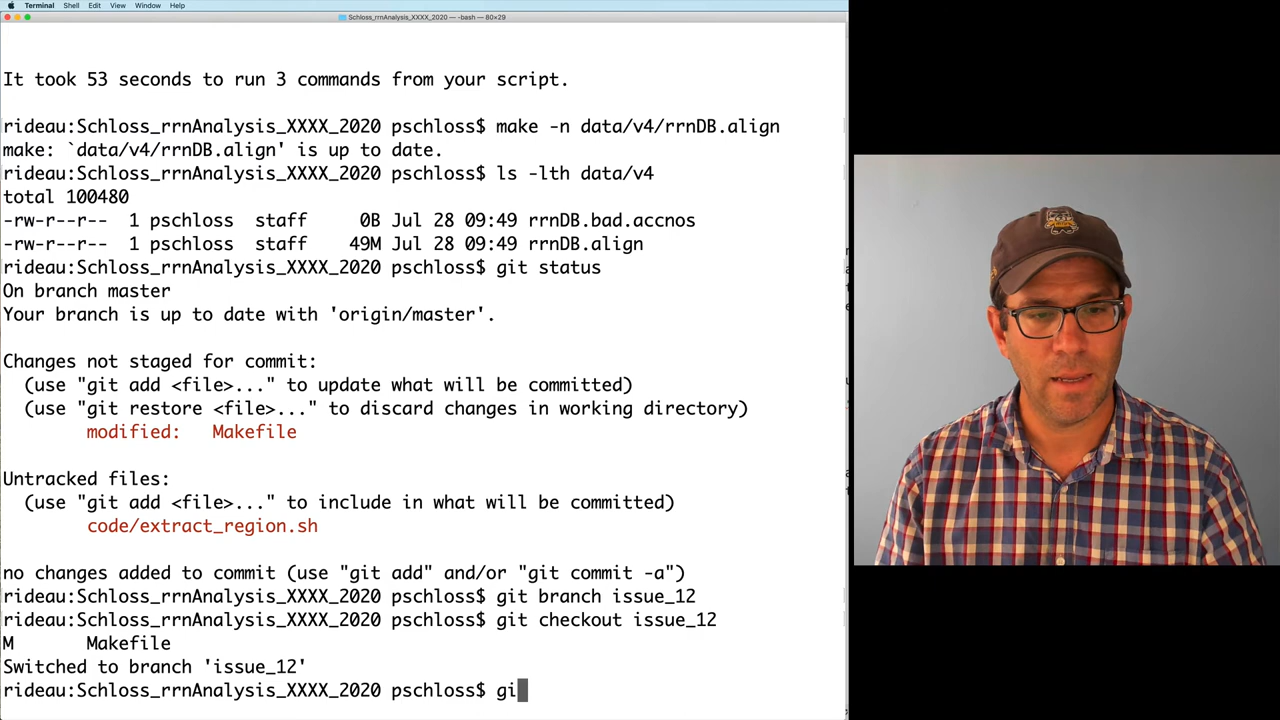 Terminal Shell Edit View Window Help
Schloss_rrnAnalysis_XXXX_2020 — -bash — 80×29
It took 53 seconds to run 3 commands from your script.
rideau:Schloss_rrnAnalysis_XXXX_2020 pschloss$ make -n data/v4/rrnDB.align
make: `data/v4/rrnDB.align' is up to date.
rideau:Schloss_rrnAnalysis_XXXX_2020 pschloss$ ls -lth data/v4
total 100480
-rw-r--r-- 1 pschloss staff 0B Jul 28 09:49 rrnDB.bad.accnos
-rw-r--r-- 1 pschloss staff 49M Jul 28 09:49 rrnDB.align
rideau:Schloss_rrnAnalysis_XXXX_2020 pschloss$ git status
On branch master
Your branch is up to date with 'origin/master'.
Changes not staged for commit:
(use "git add <file>..." to update what will be committed)
(use "git restore <file>..." to discard changes in working directory)
modified: Makefile
Untracked files:
(use "git add <file>..." to include in what will be committed)
code/extract_region.sh
no changes added to commit (use "git add" and/or "git commit -a")
rideau:Schloss_rrnAnalysis_XXXX_2020 pschloss$ git branch issue_12
rideau:Schloss_rrnAnalysis_XXXX_2020 pschloss$ git checkout issue_12
M Makefile
Switched to branch 'issue_12'
rideau:Schloss_rrnAnalysis_XXXX_2020 pschloss$ gi